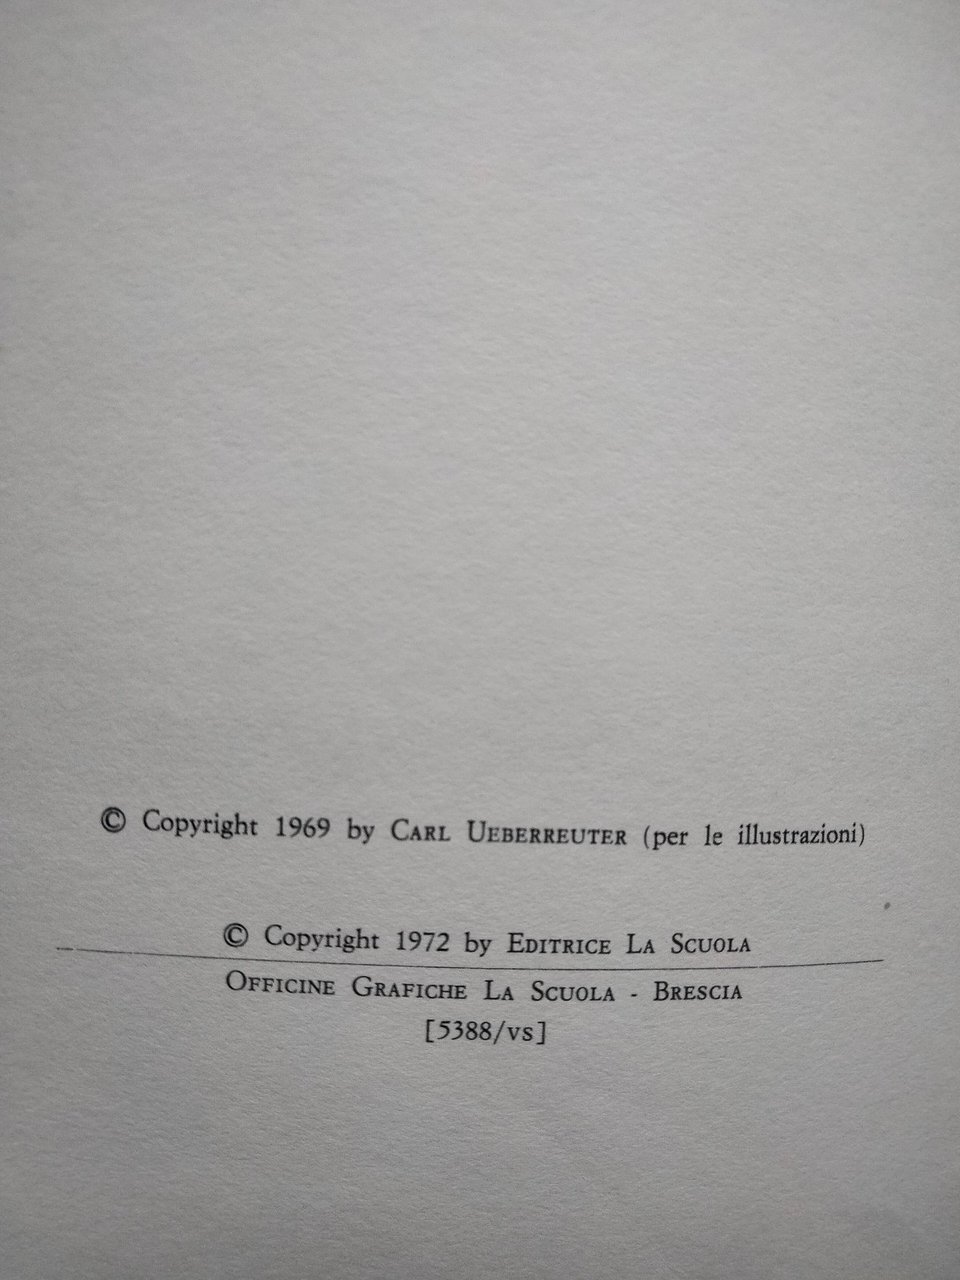 © Copyright 1969 by Carl Ueberreuter (per le illustrazioni)
© Copyright 1972 by Editrice La Scuola
Officine Grafiche La Scuola - Brescia
[5388/vs]